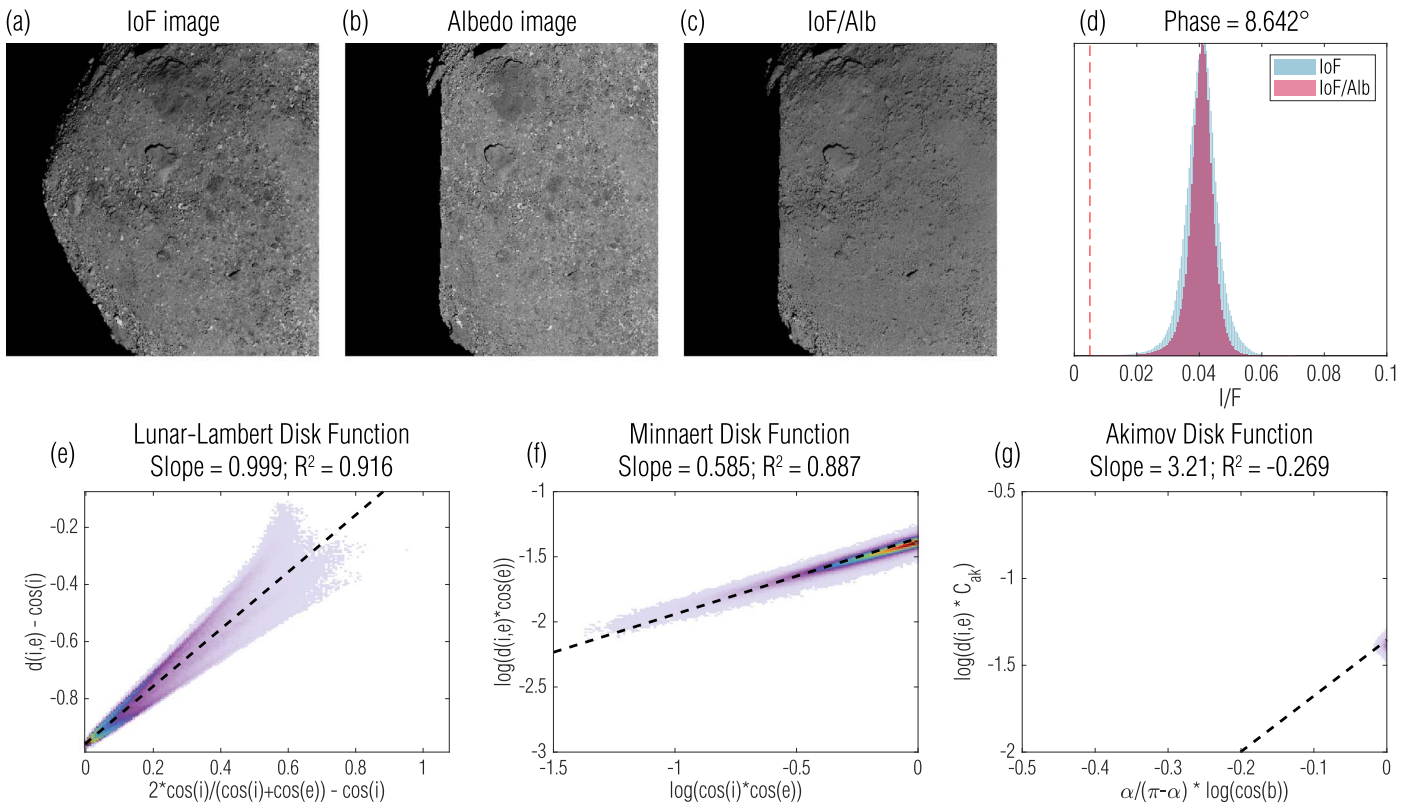 (a) IoF image
(b) Albedo image
(c) IoF/Alb
(d) Phase = 8.642°
IoF
IoF/Alb
0 0.02 0.04 0.06 0.08 0.1
I/F
(e) Lunar-Lambert Disk Function
Slope = 0.999; R² = 0.916
-0.2
-0.4
-0.6
-0.8
d(i,e) - cos(i)
0 0.2 0.4 0.6 0.8 1
2*cos(i)/(cos(i)+cos(e)) - cos(i)
(f) Minnaert Disk Function
Slope = 0.585; R² = 0.887
-1
-1.5
-2
-2.5
-3
log(d(i,e)*cos(e))
-1.5 -1 -0.5 0
log(cos(i)*cos(e))
(g) Akimov Disk Function
Slope = 3.21; R² = -0.269
-0.5
-1
-1.5
-2
log(d(i,e) * C_ak)
-0.5 -0.4 -0.3 -0.2 -0.1 0
α/(π-α) * log(cos(b))